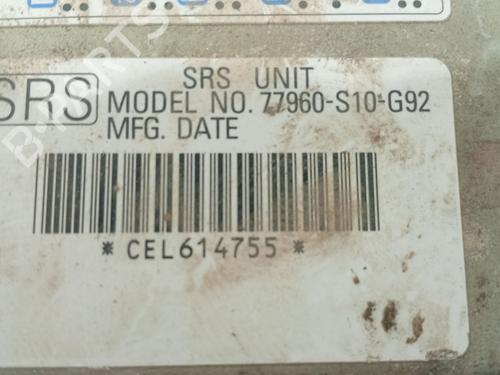 SRS UNIT
SRS MODEL NO. 77960-S10-G92
MFG. DATE
*CEL614755*